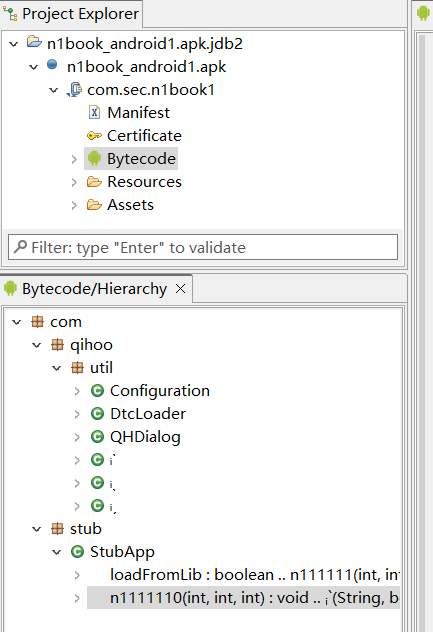 Project Explorer
n1book_android1.apk.jdb2
n1book_android1.apk
com.sec.n1book1
Manifest
Certificate
Bytecode
Resources
Assets
Filter: type "Enter" to validate
Bytecode/Hierarchy
com
qihoo
util
Configuration
DtcLoader
QHDialog
stub
StubApp
loadFromLib : boolean .. n111111(int, int
n1111110(int, int, int) : void .. ᵢˋ(String, b